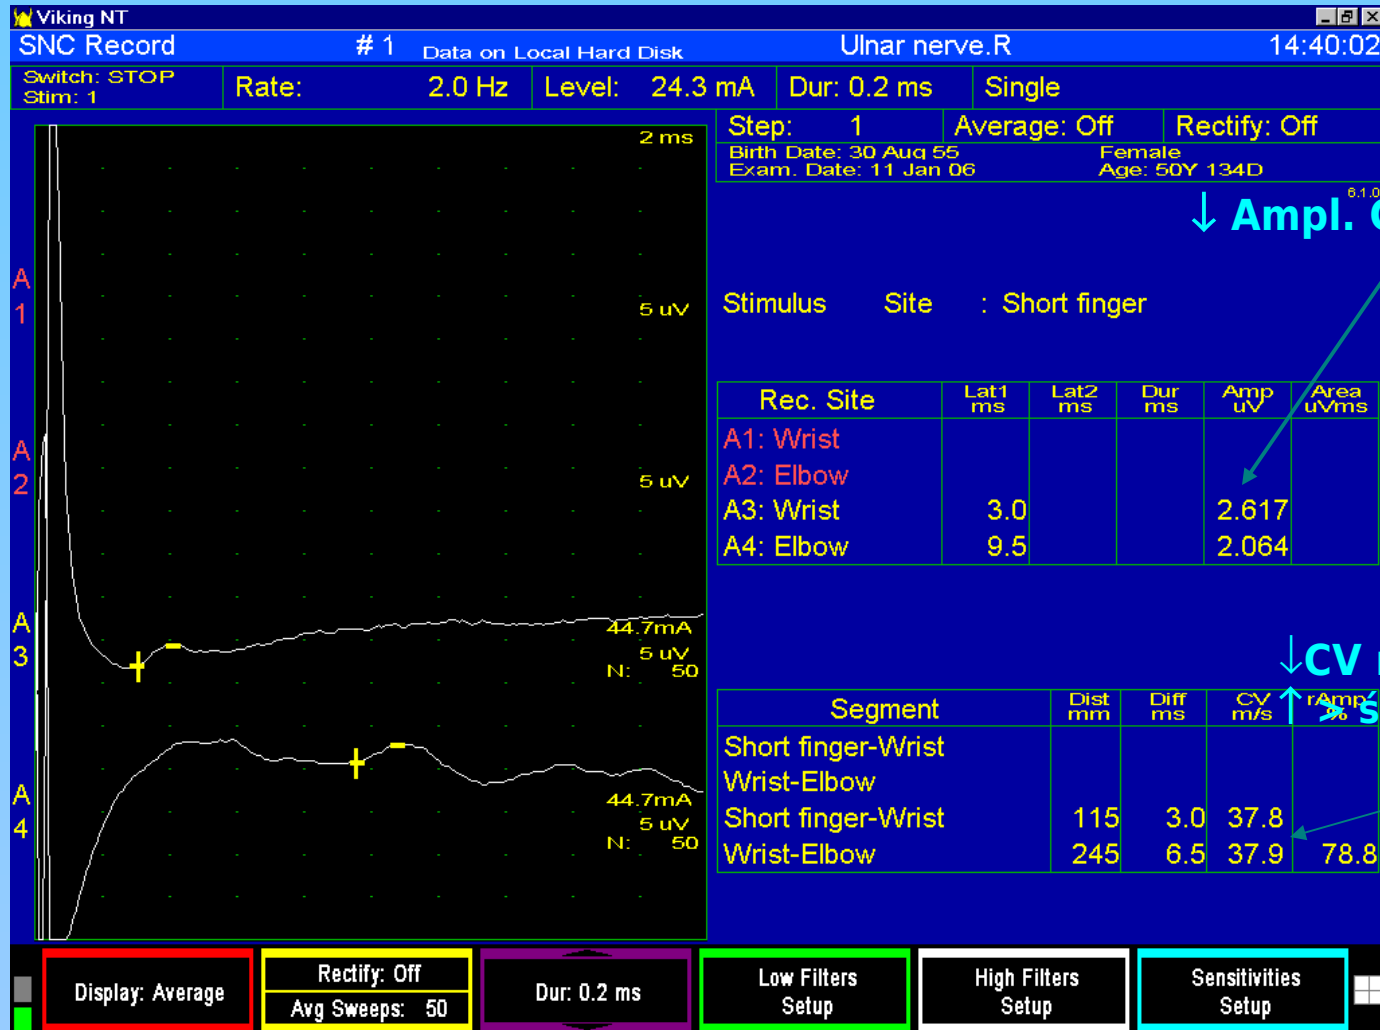 Viking NT
SNC Record # 1 Data on Local Hard Disk Ulnar nerve.R 14:40:02
Switch: STOP
Stim: 1
Rate: 2.0 Hz Level: 24.3 mA Dur: 0.2 ms Single
Step: 1 Average: Off Rectify: Off
Birth Date: 30 Aug 55 Female
Exam. Date: 11 Jan 06 Age: 50Y 134D
6.1.0
↓ Ampl.
2 ms
A
1
5 uV
A
2
5 uV
A
3
44.7mA
5 uV
N: 50
A
4
44.7mA
5 uV
N: 50
Stimulus Site : Short finger
Rec. Site Lat1 ms Lat2 ms Dur ms Amp uV Area uVms
A1: Wrist
A2: Elbow
A3: Wrist 3.0 2.617
A4: Elbow 9.5 2.064
↓CV
↑ > ś
Segment Dist mm Diff ms CV m/s rAmp %
Short finger-Wrist
Wrist-Elbow
Short finger-Wrist 115 3.0 37.8
Wrist-Elbow 245 6.5 37.9 78.8
Display: Average
Rectify: Off
Avg Sweeps: 50
Dur: 0.2 ms
Low Filters
Setup
High Filters
Setup
Sensitivities
Setup